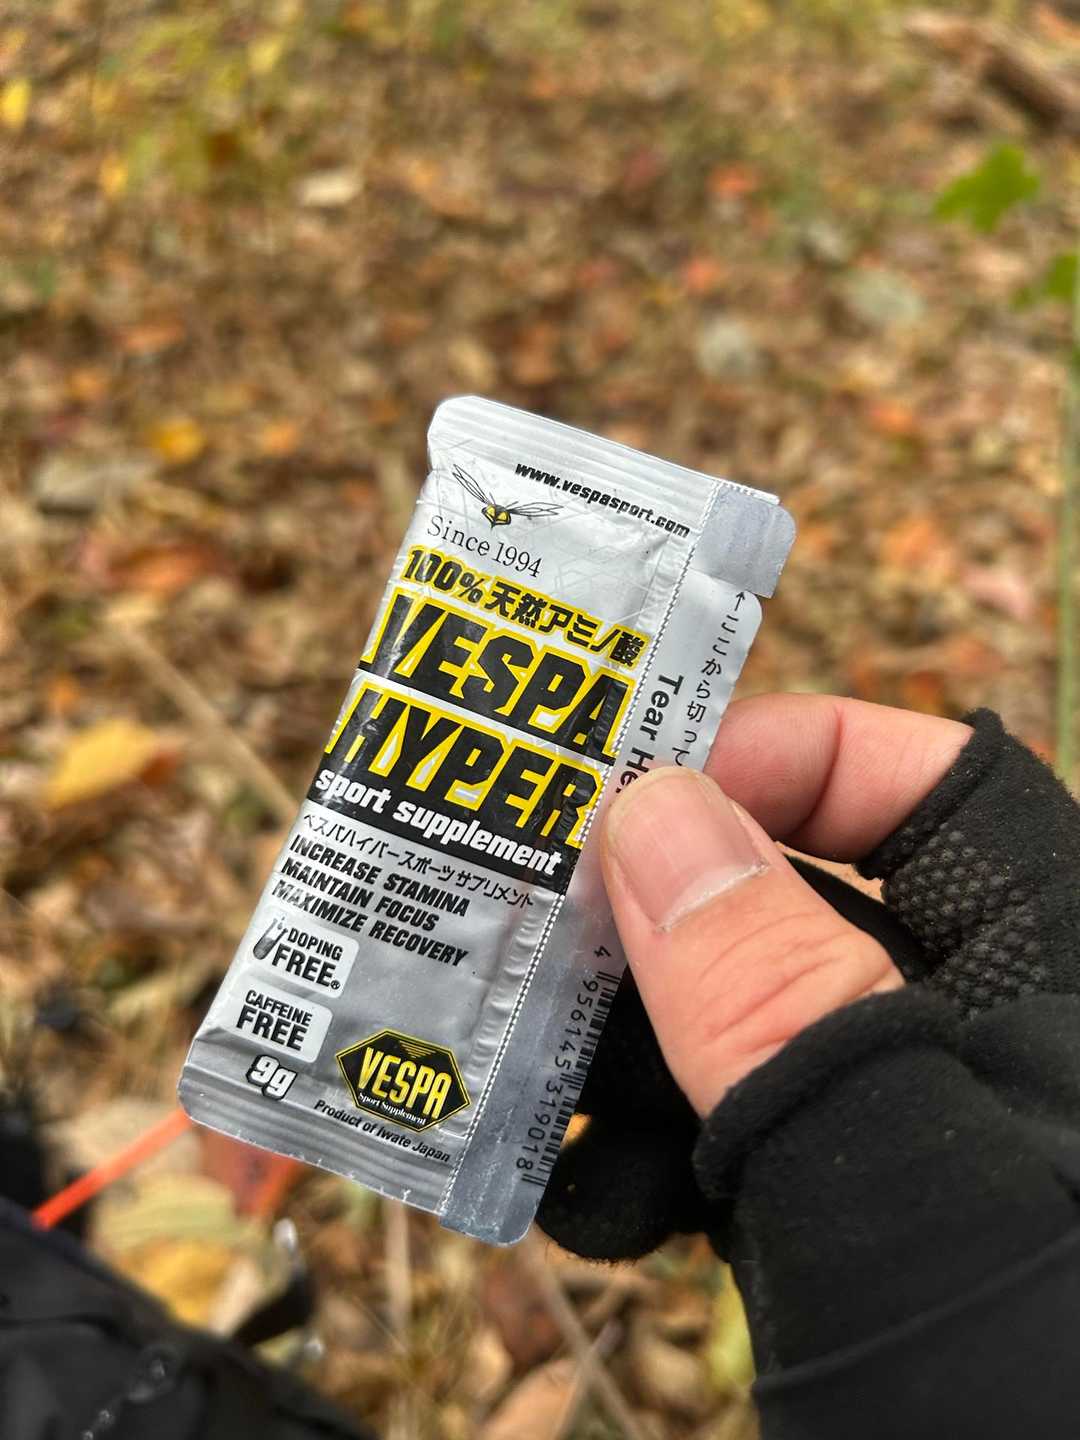 www.vespasport.com
Since 1994
100%天然アミノ酸
VESPA
HYPER
sport supplement
ベスパハイパースポーツサプリメント
INCREASE STAMINA
MAINTAIN FOCUS
MAXIMIZE RECOVERY
DOPING
FREE®
CAFFEINE
FREE
9g
VESPA
Sport Supplement
Product of Iwate Japan
↑ここから切って
Tear
4 956145 319018